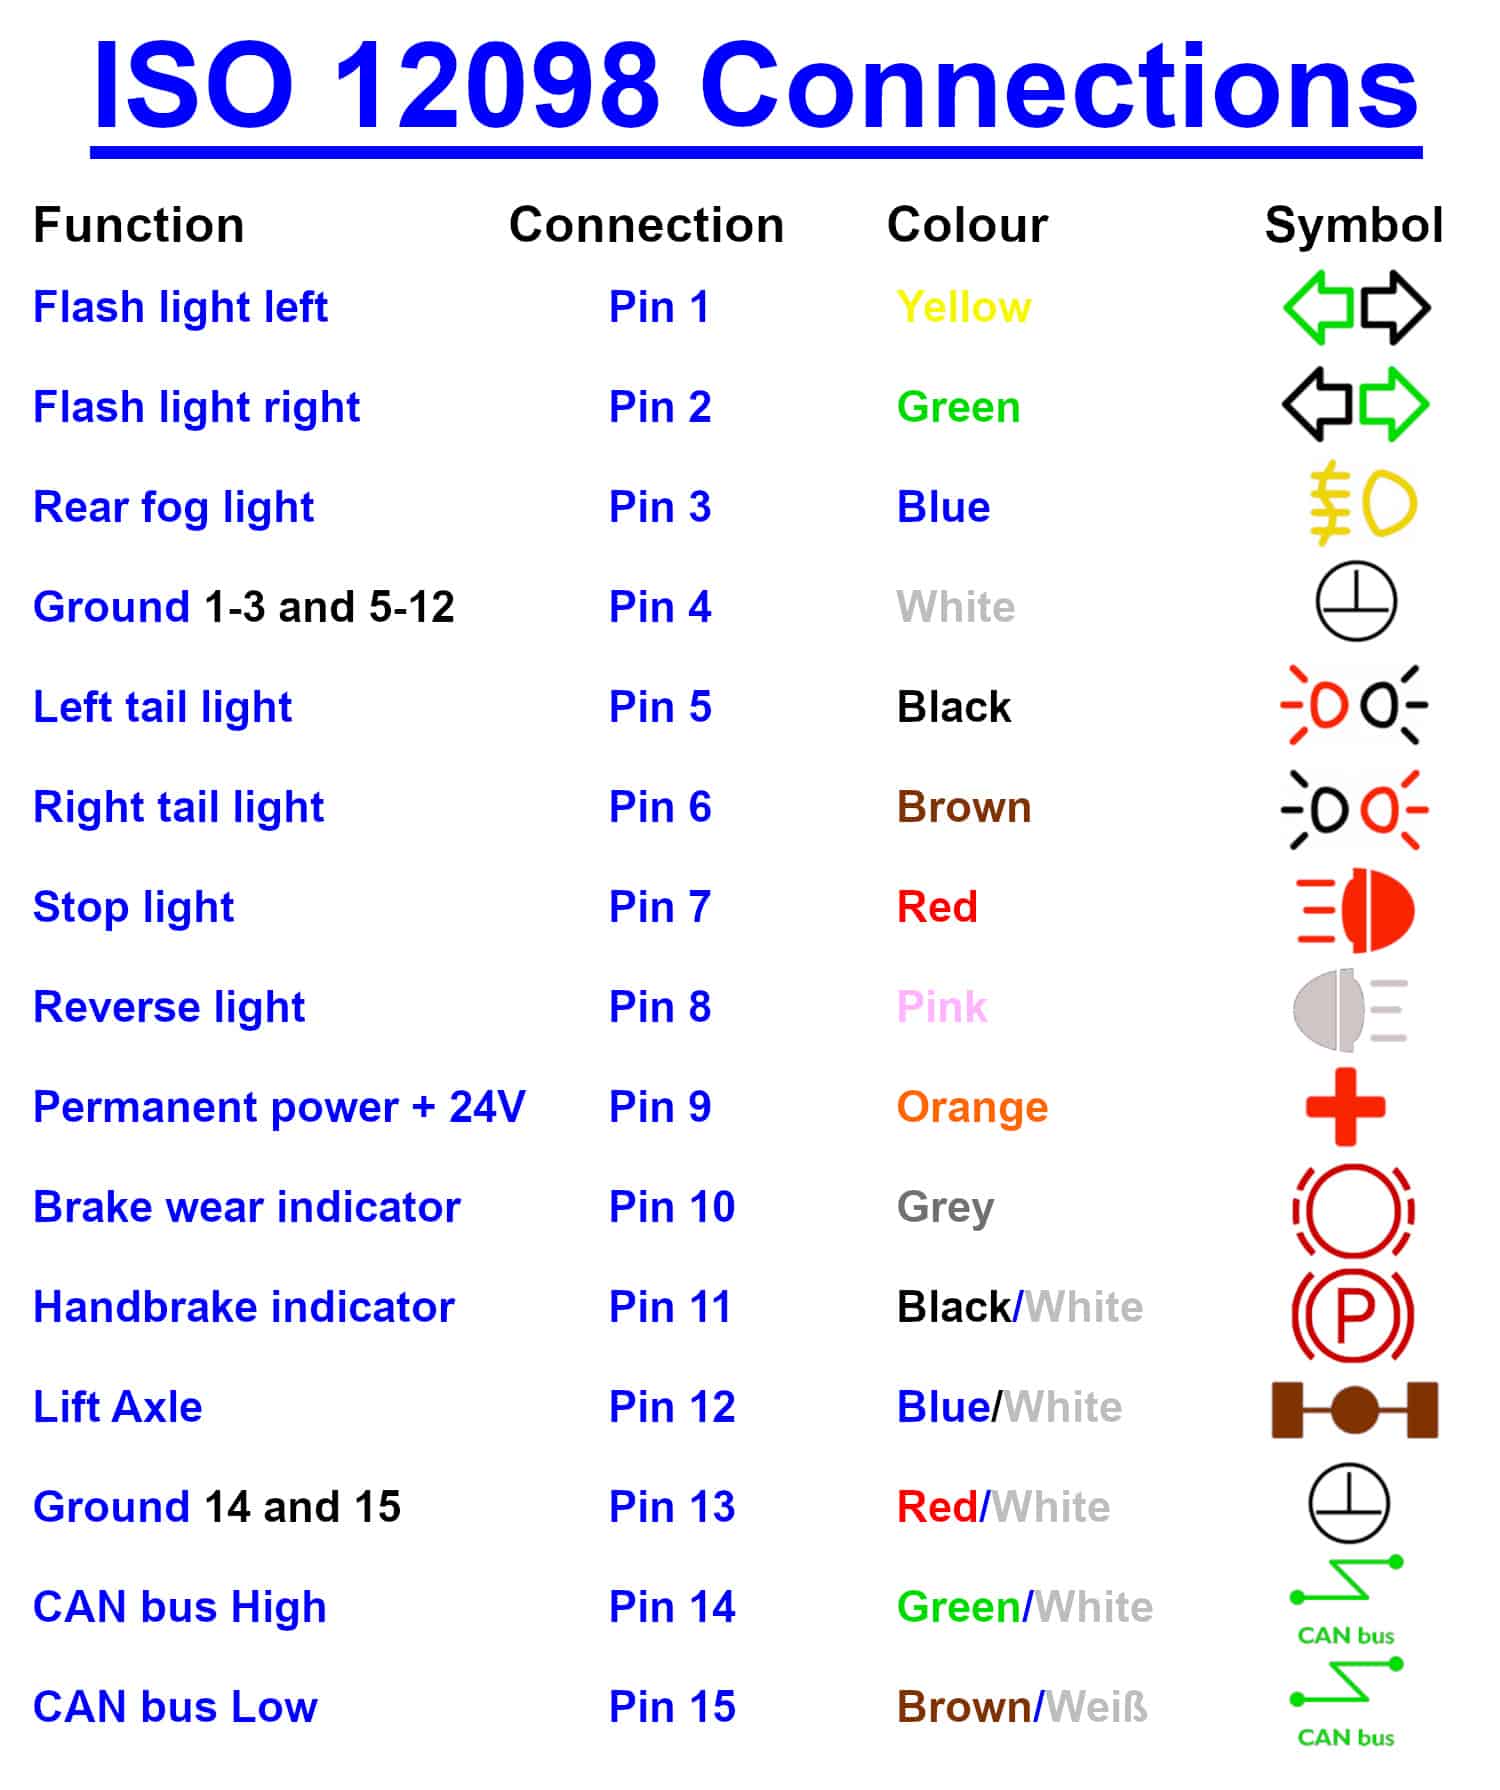 ISO 12098 Connections
Function Connection Colour Symbol
Flash light left Pin 1 Yellow
Flash light right Pin 2 Green
Rear fog light Pin 3 Blue
Ground 1-3 and 5-12 Pin 4 White
Left tail light Pin 5 Black
Right tail light Pin 6 Brown
Stop light Pin 7 Red
Reverse light Pin 8 Pink
Permanent power + 24V Pin 9 Orange
Brake wear indicator Pin 10 Grey
Handbrake indicator Pin 11 Black/White P
Lift Axle Pin 12 Blue/White
Ground 14 and 15 Pin 13 Red/White
CAN bus High Pin 14 Green/White
CAN bus
CAN bus Low Pin 15 Brown/Weiß
CAN bus